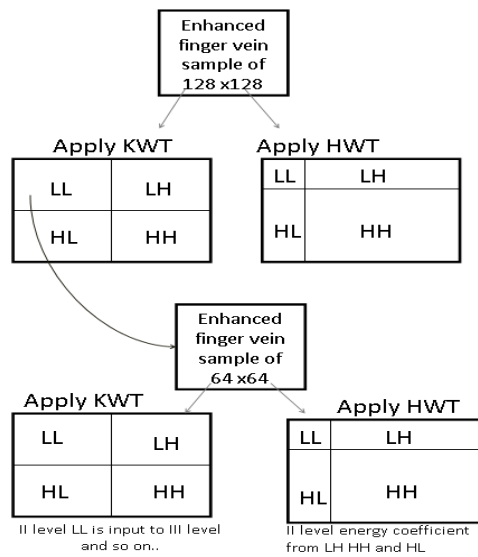 Enhanced
finger vein
sample of
128 x128
Apply KWT
Apply HWT
LL LH
HL HH
LL LH
HL HH
Enhanced
finger vein
sample of
64 x64
Apply KWT
Apply HWT
LL LH
HL HH
LL LH
HL HH
II level LL is input to III level
and so on..
II level energy coefficient
from LH HH and HL